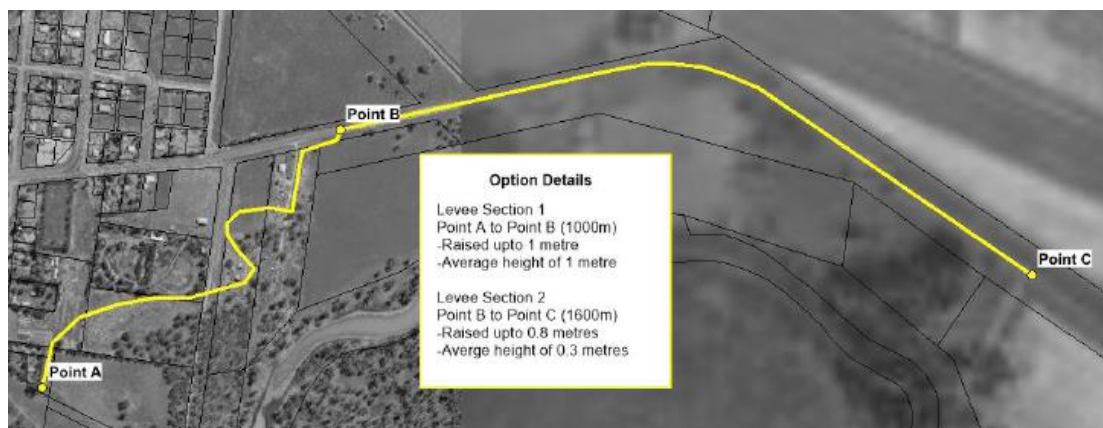 Point B
Option Details
Levee Section 1
Point A to Point B (1000m)
-Raised upto 1 metre
-Average height of 1 metre
Levee Section 2
Point B to Point C (1600m)
-Raised upto 0.8 metres
-Averge height of 0.3 metres
Point C
Point A